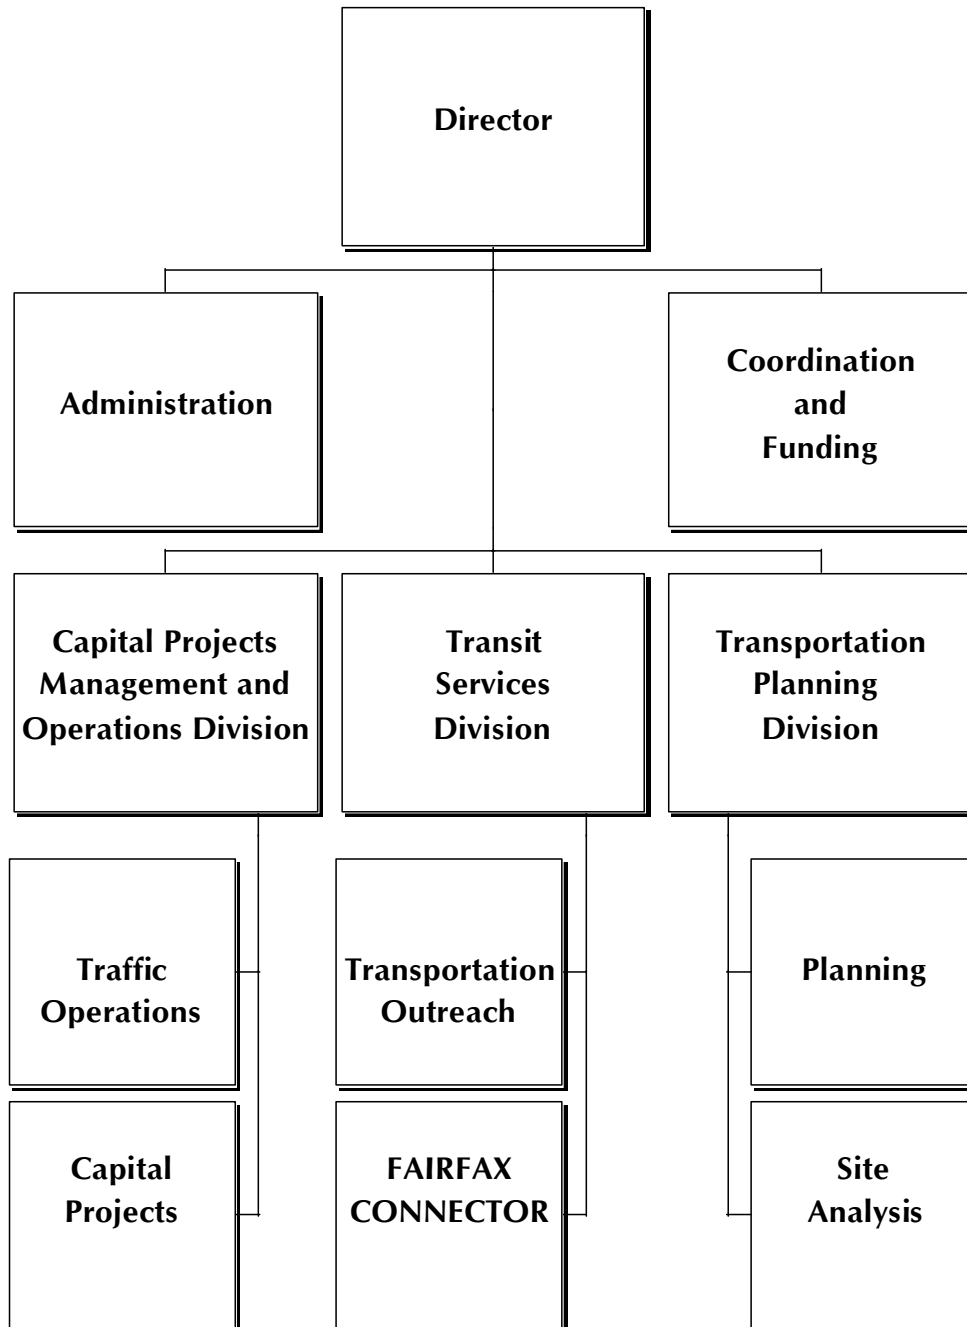 Director
Administration
Coordination
and
Funding
Capital Projects
Management and
Operations Division
Transit
Services
Division
Transportation
Planning
Division
Traffic
Operations
Transportation
Outreach
Planning
Capital
Projects
FAIRFAX
CONNECTOR
Site
Analysis